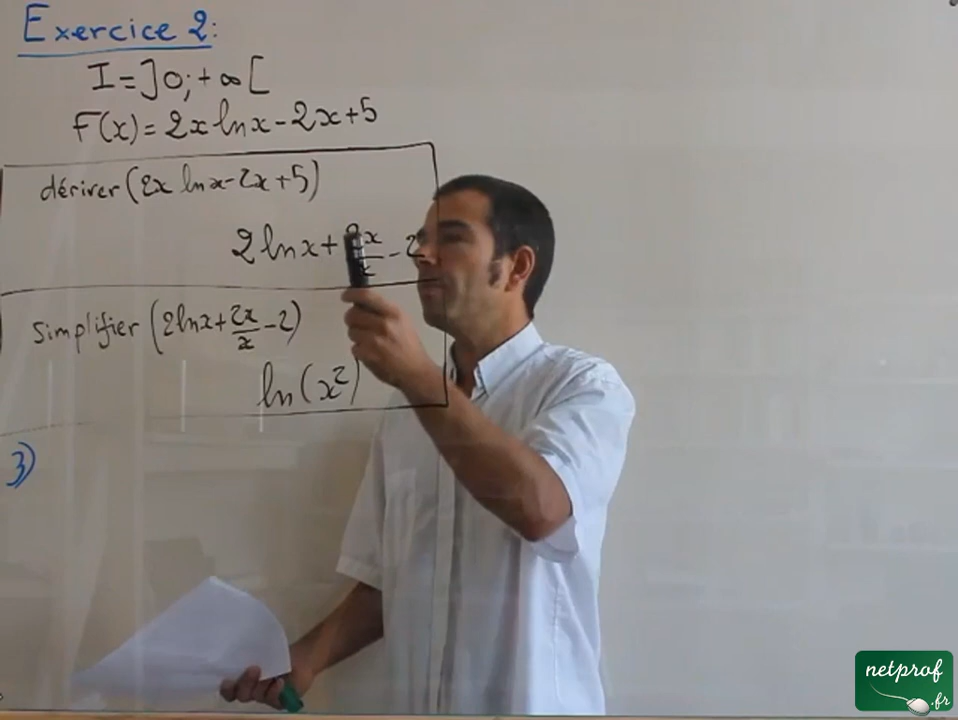 Exercice 2:
I = ]0; +∞[
F(x) = 2x ln x - 2x + 5
dériver (2x ln x - 2x + 5)
2 ln x + 2x/x - 2
simplifier (2 ln x + 2x/x - 2)
ln (x²)
3)
netprof
.fr